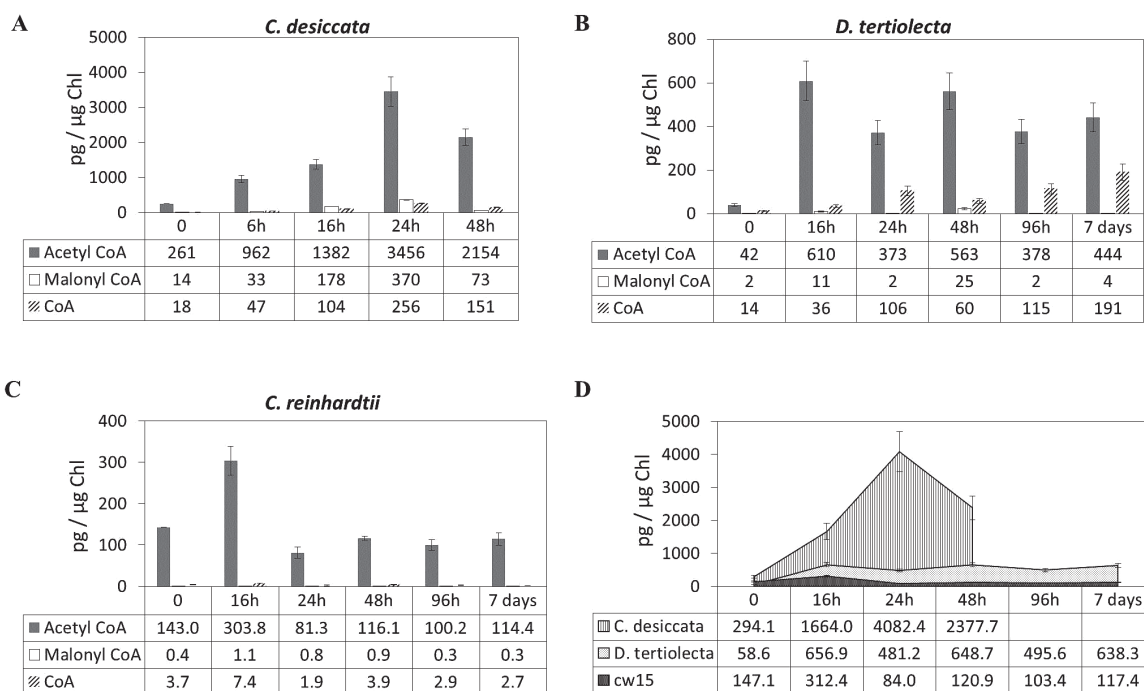 A
C. desiccata
5000
4000
3000
2000
1000
0
pg / µg Chl
0 6h 16h 24h 48h
Acetyl CoA 261 962 1382 3456 2154
Malonyl CoA 14 33 178 370 73
CoA 18 47 104 256 151
B
D. tertiolecta
800
600
400
200
0
pg / µg Chl
0 16h 24h 48h 96h 7 days
Acetyl CoA 42 610 373 563 378 444
Malonyl CoA 2 11 2 25 2 4
CoA 14 36 106 60 115 191
C
C. reinhardtii
400
300
200
100
0
pg / µg Chl
0 16h 24h 48h 96h 7 days
Acetyl CoA 143.0 303.8 81.3 116.1 100.2 114.4
Malonyl CoA 0.4 1.1 0.8 0.9 0.3 0.3
CoA 3.7 7.4 1.9 3.9 2.9 2.7
D
5000
4000
3000
2000
1000
0
pg / µg Chl
0 16h 24h 48h 96h 7 days
C. desiccata 294.1 1664.0 4082.4 2377.7
D. tertiolecta 58.6 656.9 481.2 648.7 495.6 638.3
cw15 147.1 312.4 84.0 120.9 103.4 117.4